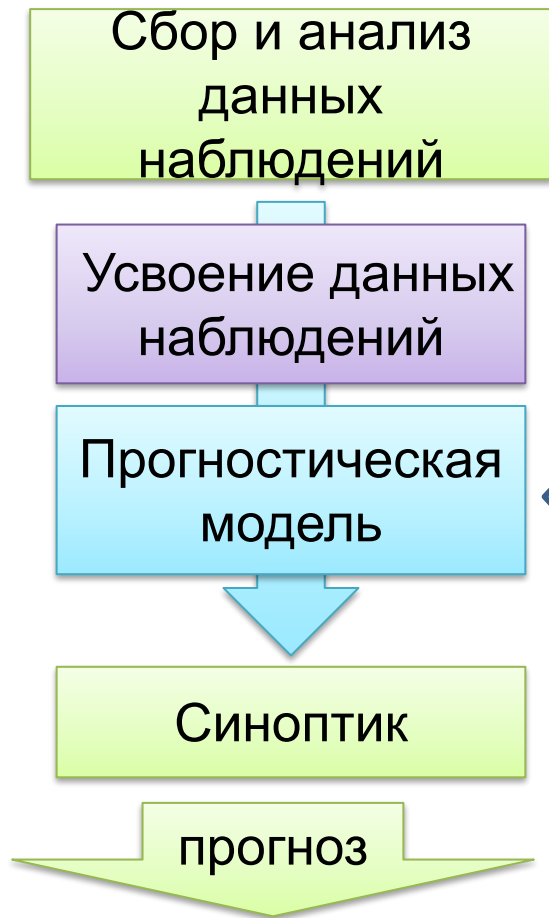 Сбор и анализ
данных
наблюдений
Усвоение данных
наблюдений
Прогностическая
модель
Синоптик
прогноз